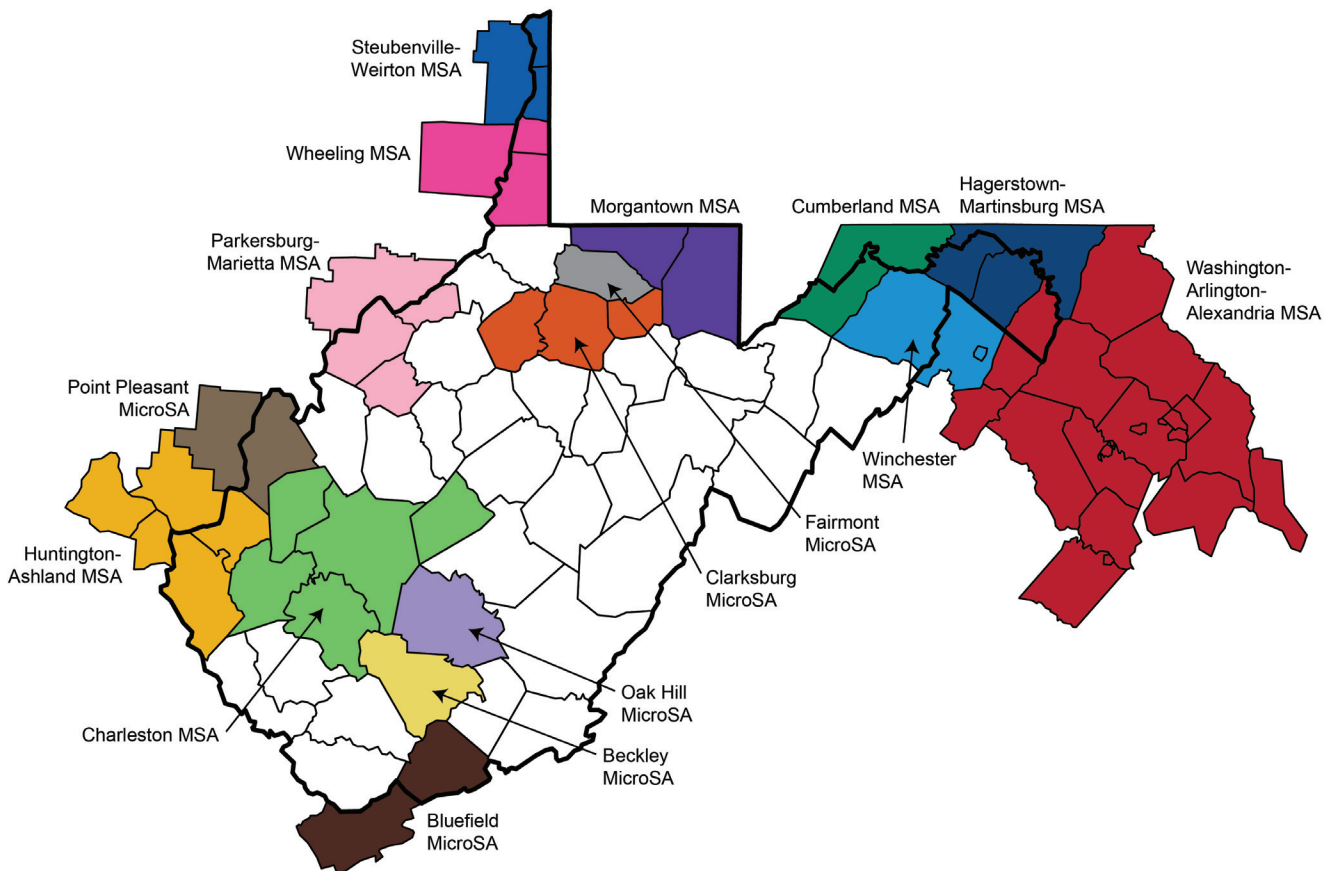 Steubenville-
Weirton MSA
Wheeling MSA
Morgantown MSA
Cumberland MSA
Hagerstown-
Martinsburg MSA
Parkersburg-
Marietta MSA
Washington-
Arlington-
Alexandria MSA
Point Pleasant
MicroSA
Winchester
MSA
Fairmont
MicroSA
Huntington-
Ashland MSA
Clarksburg
MicroSA
Oak Hill
MicroSA
Charleston MSA
Beckley
MicroSA
Bluefield
MicroSA